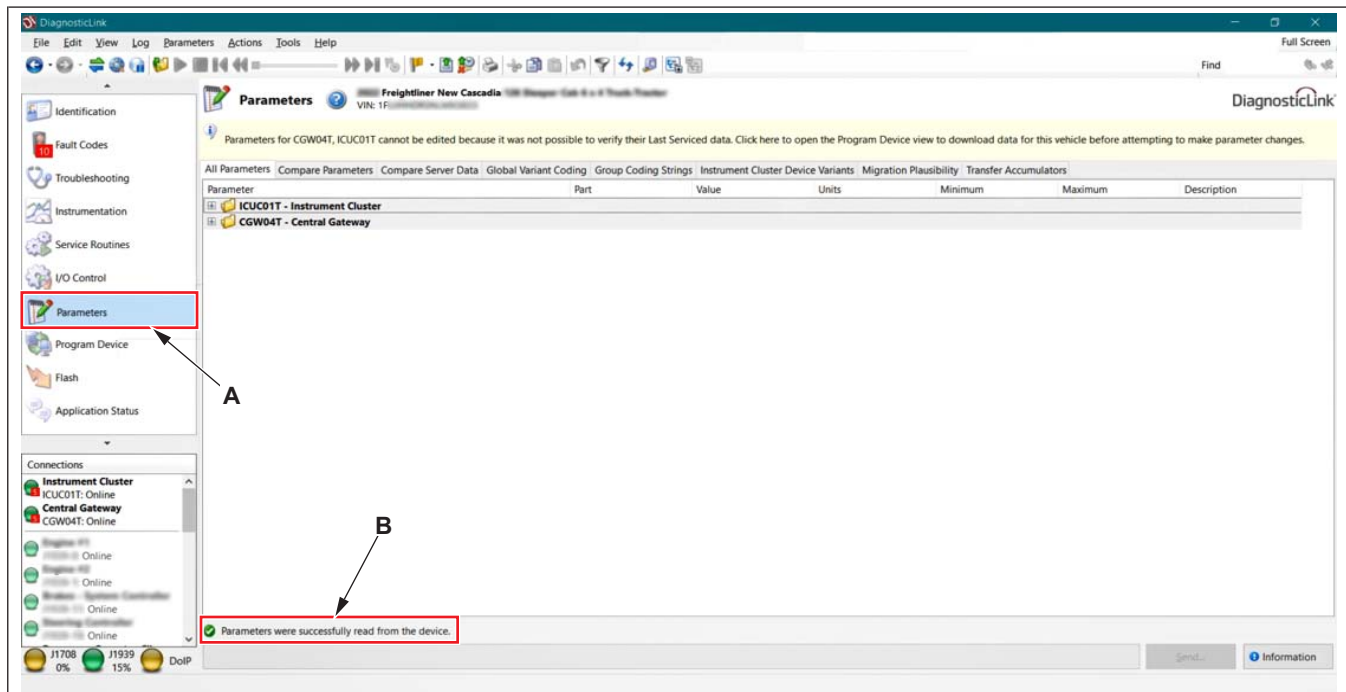 DiagnosticLink
File Edit View Log Parameters Actions Tools Help Full Screen
Find
Identification
Fault Codes
10
Troubleshooting
Instrumentation
Service Routines
I/O Control
Parameters
Program Device
Flash
Application Status
A
Parameters
Freightliner New Cascadia
VIN: 1F
DiagnosticLink
Parameters for CGW04T, ICUC01T cannot be edited because it was not possible to verify their Last Serviced data. Click here to open the Program Device view to download data for this vehicle before attempting to make parameter changes.
All Parameters Compare Parameters Compare Server Data Global Variant Coding Group Coding Strings Instrument Cluster Device Variants Migration Plausibility Transfer Accumulators
Parameter Part Value Units Minimum Maximum Description
ICUC01T - Instrument Cluster
CGW04T - Central Gateway
Connections
Instrument Cluster
ICUC01T: Online
Central Gateway
CGW04T: Online
Online
Online
Online
Online
J1708 J1939 DoIP
0% 15%
B
Parameters were successfully read from the device.
Send...
Information